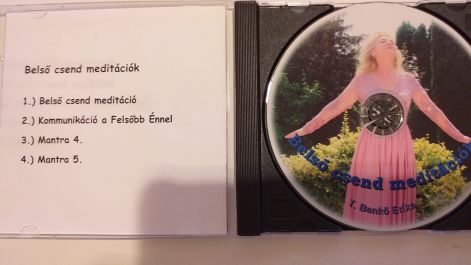 Belső csend meditációk
1.) Belső csend meditáció
2.) Kommunikáció a Felsőbb Énnel
3.) Mantra 4.
4.) Mantra 5.
Belső csend meditációk
T. Benkő Erika